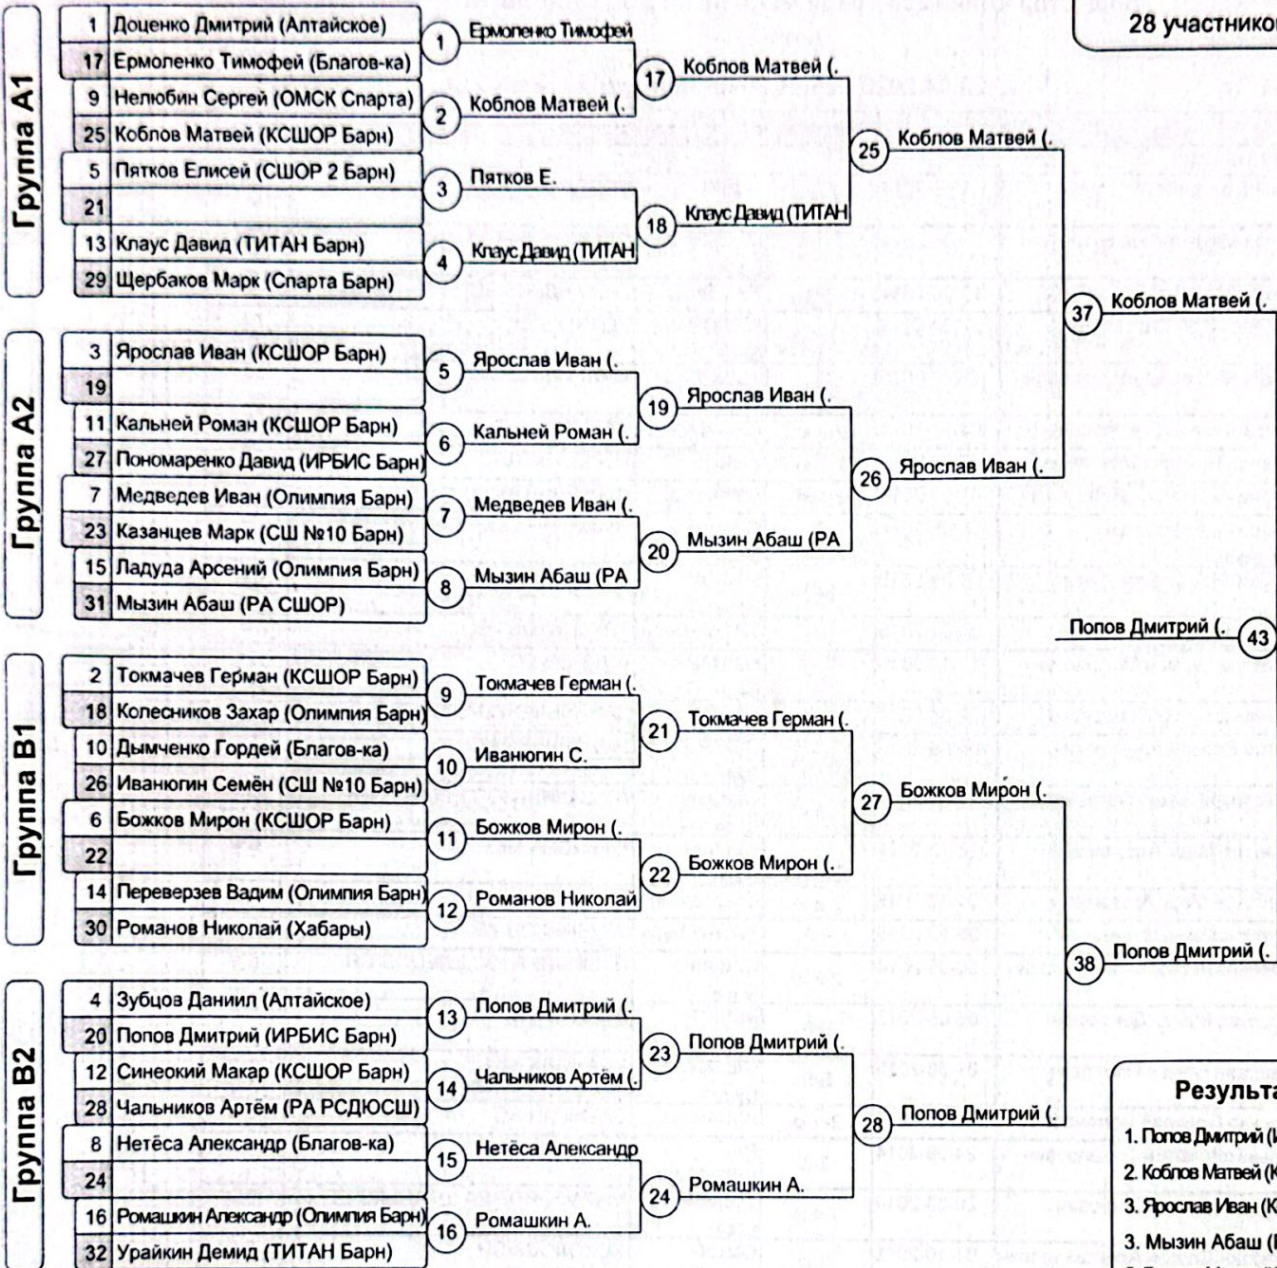 28 участников
Группа А1
1 Доценко Дмитрий (Алтайское)
17 Ермоленко Тимофей (Благов-ка)
9 Нелюбин Сергей (ОМСК Спарта)
25 Коблов Матвей (КСШОР Барн)
5 Пятков Елисей (СШОР 2 Барн)
21
13 Клаус Давид (ТИТАН Барн)
29 Щербаков Марк (Спарта Барн)
1 Ермоленко Тимофей
2 Коблов Матвей (.
3 Пятков Е.
4 Клаус Давид (ТИТАН
17 Коблов Матвей (.
18 Клаус Давид (ТИТАН
25 Коблов Матвей (.
Группа А2
3 Ярослав Иван (КСШОР Барн)
19
11 Кальней Роман (КСШОР Барн)
27 Пономаренко Давид (ИРБИС Барн)
7 Медведев Иван (Олимпия Барн)
23 Казанцев Марк (СШ №10 Барн)
15 Ладуда Арсений (Олимпия Барн)
31 Мызин Абаш (РА СШОР)
5 Ярослав Иван (.
6 Кальней Роман (.
7 Медведев Иван (.
8 Мызин Абаш (РА
19 Ярослав Иван (.
20 Мызин Абаш (РА
26 Ярослав Иван (.
37 Коблов Матвей (.
Попов Дмитрий (. 43
Группа В1
2 Токмачев Герман (КСШОР Барн)
18 Колесников Захар (Олимпия Барн)
10 Дымченко Гордей (Благов-ка)
26 Иванюгин Семён (СШ №10 Барн)
6 Божков Мирон (КСШОР Барн)
22
14 Переверзев Вадим (Олимпия Барн)
30 Романов Николай (Хабары)
9 Токмачев Герман (.
10 Иванюгин С.
11 Божков Мирон (.
12 Романов Николай
21 Токмачев Герман (.
22 Божков Мирон (.
27 Божков Мирон (.
Группа В2
4 Зубцов Даниил (Алтайское)
20 Попов Дмитрий (ИРБИС Барн)
12 Синеокий Макар (КСШОР Барн)
28 Чальников Артём (РА РСДЮСШ)
8 Нетёса Александр (Благов-ка)
24
16 Ромашкин Александр (Олимпия Барн)
32 Урайкин Демид (ТИТАН Барн)
13 Попов Дмитрий (.
14 Чальников Артём (.
15 Нетёса Александр
16 Ромашкин А.
23 Попов Дмитрий (.
24 Ромашкин А.
28 Попов Дмитрий (.
38 Попов Дмитрий (.
Результа
1. Попов Дмитрий (И
2. Коблов Матвей (К
3. Ярослав Иван (К
3. Мызин Абаш (Р